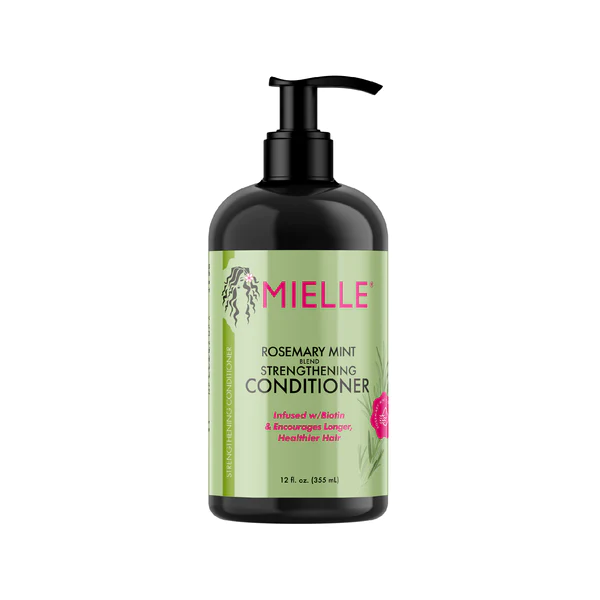 MIELLE
ROSEMARY MINT
BLEND
STRENGTHENING
CONDITIONER
Infused w/Biotin
& Encourages Longer,
Healthier Hair
12 fl. oz. (355 mL)
STRENGTHENING CONDITIONER